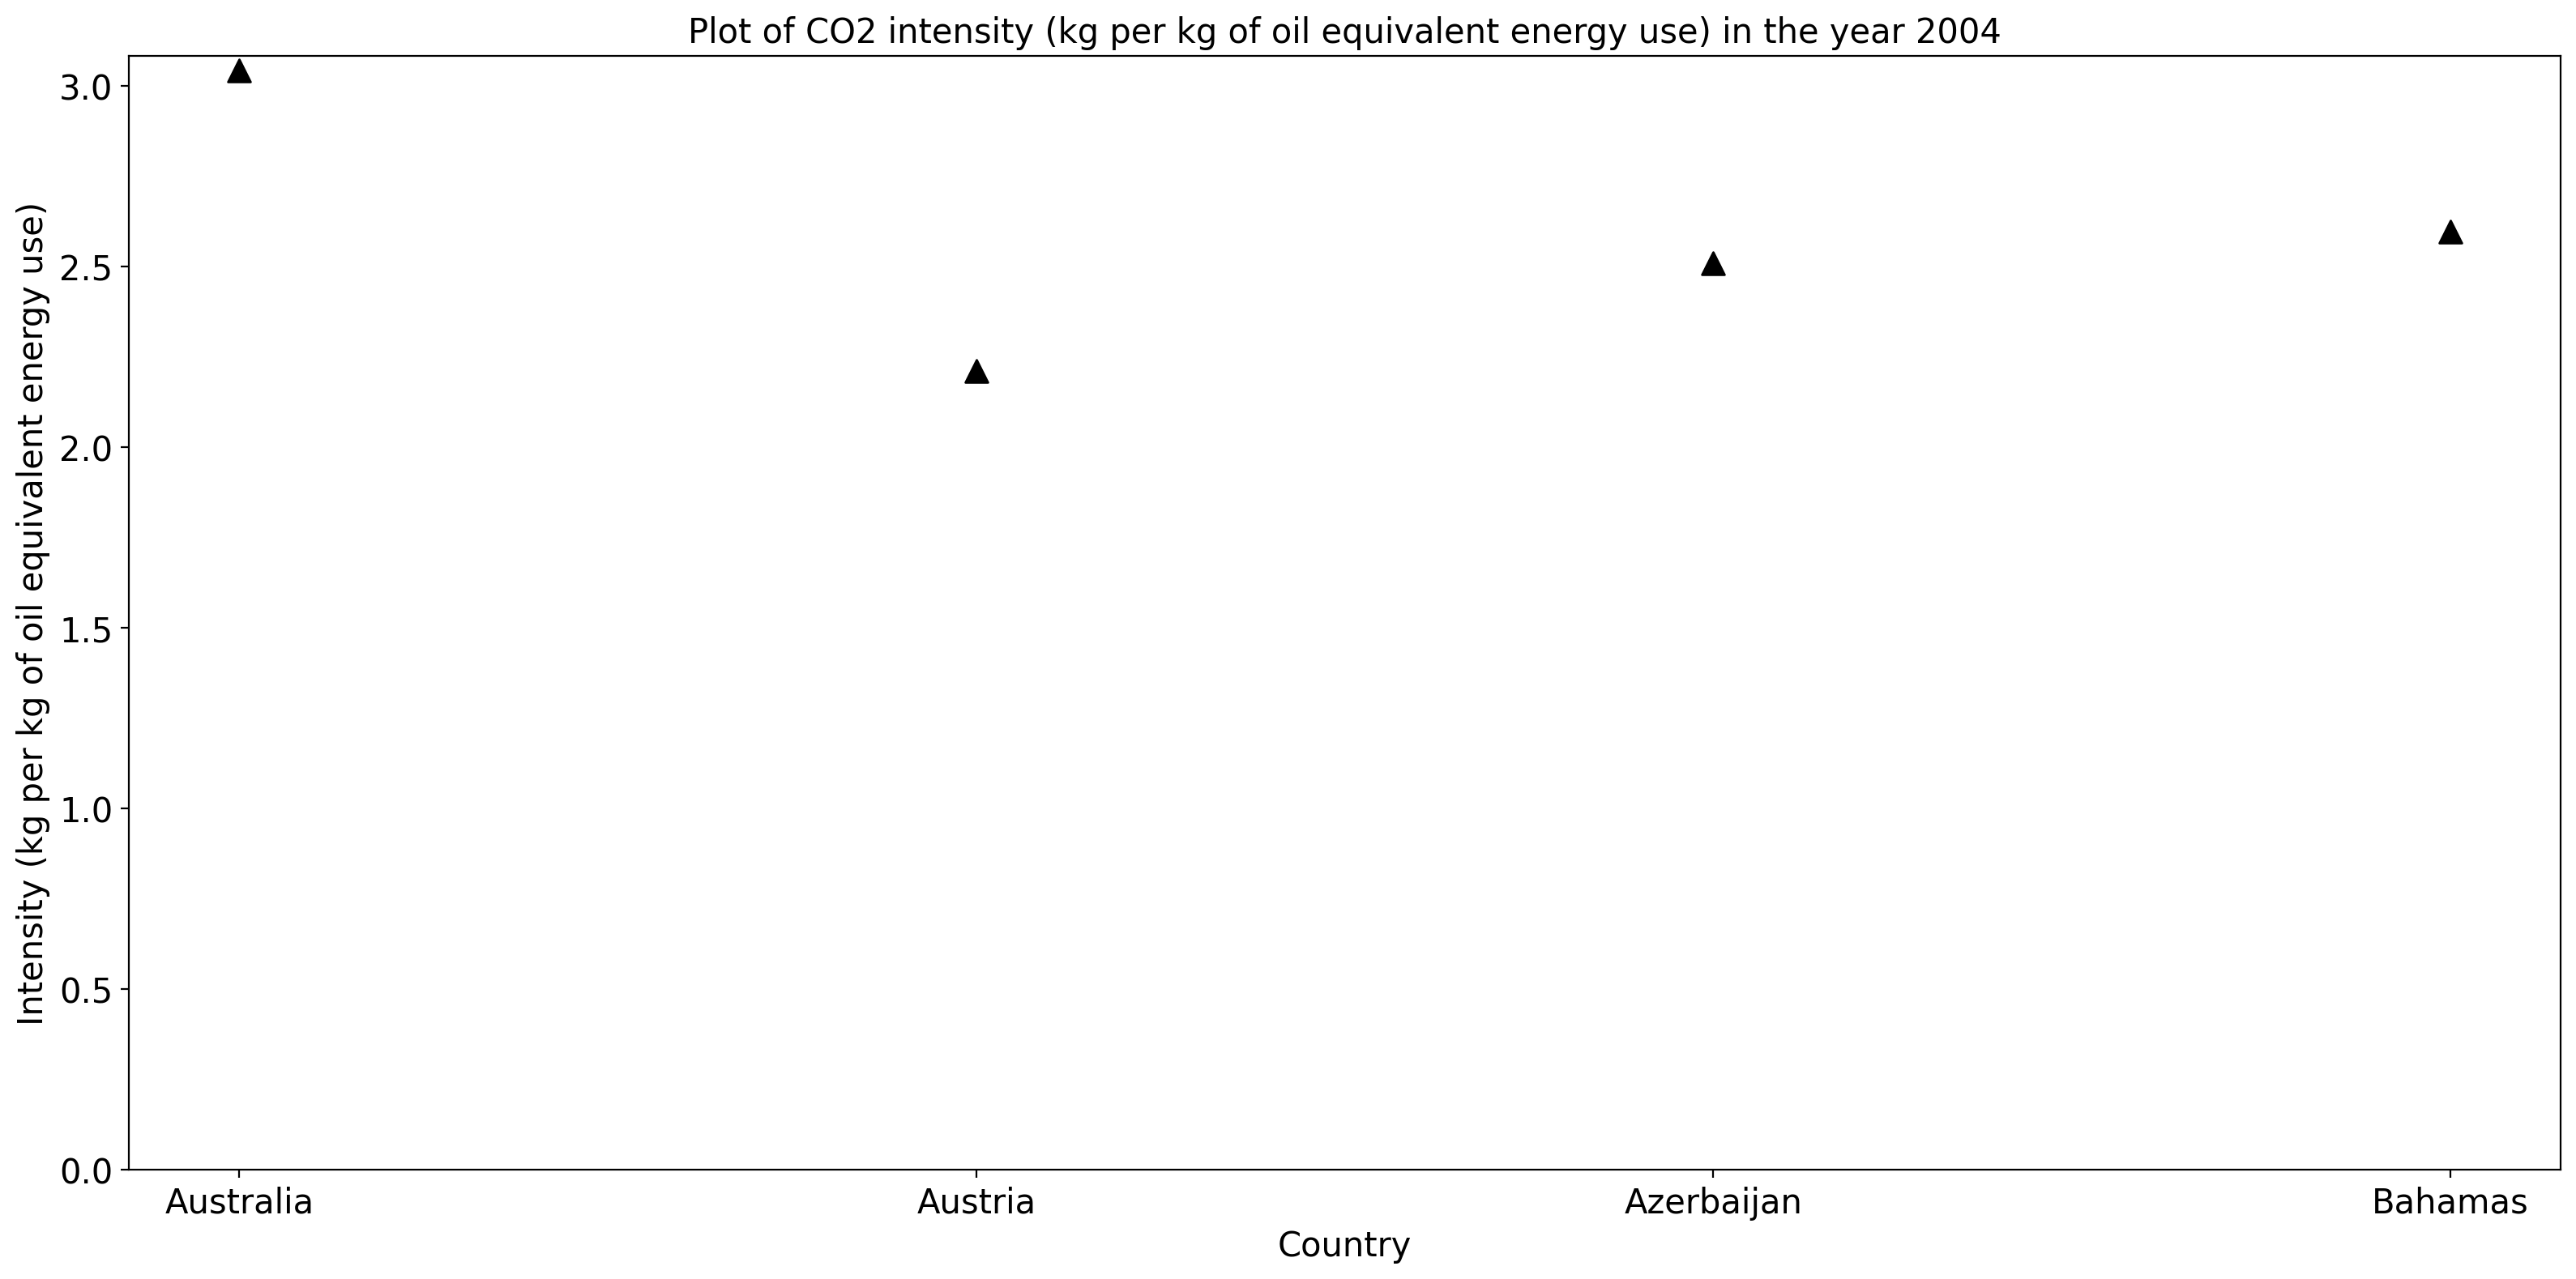 Plot of CO2 intensity (kg per kg of oil equivalent energy use) in the year 2004
Intensity (kg per kg of oil equivalent energy use)
3.0
2.5
2.0
1.5
1.0
0.5
0.0
Australia Austria Azerbaijan Bahamas
Country